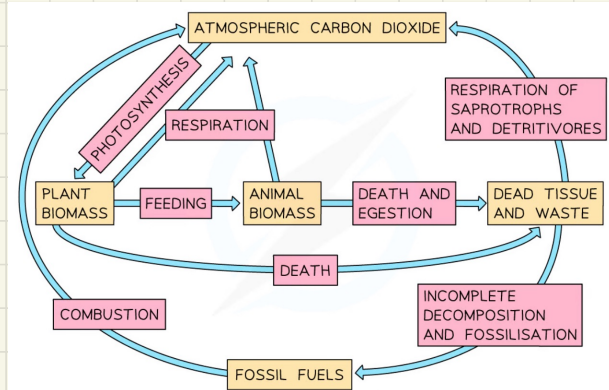 ATMOSPHERIC CARBON DIOXIDE
PHOTOSYNTHESIS
RESPIRATION
RESPIRATION OF
SAPROTROPHS
AND DETRITIVORES
PLANT
BIOMASS
FEEDING
ANIMAL
BIOMASS
DEATH AND
EGESTION
DEAD TISSUE
AND WASTE
DEATH
COMBUSTION
INCOMPLETE
DECOMPOSITION
AND FOSSILISATION
FOSSIL FUELS